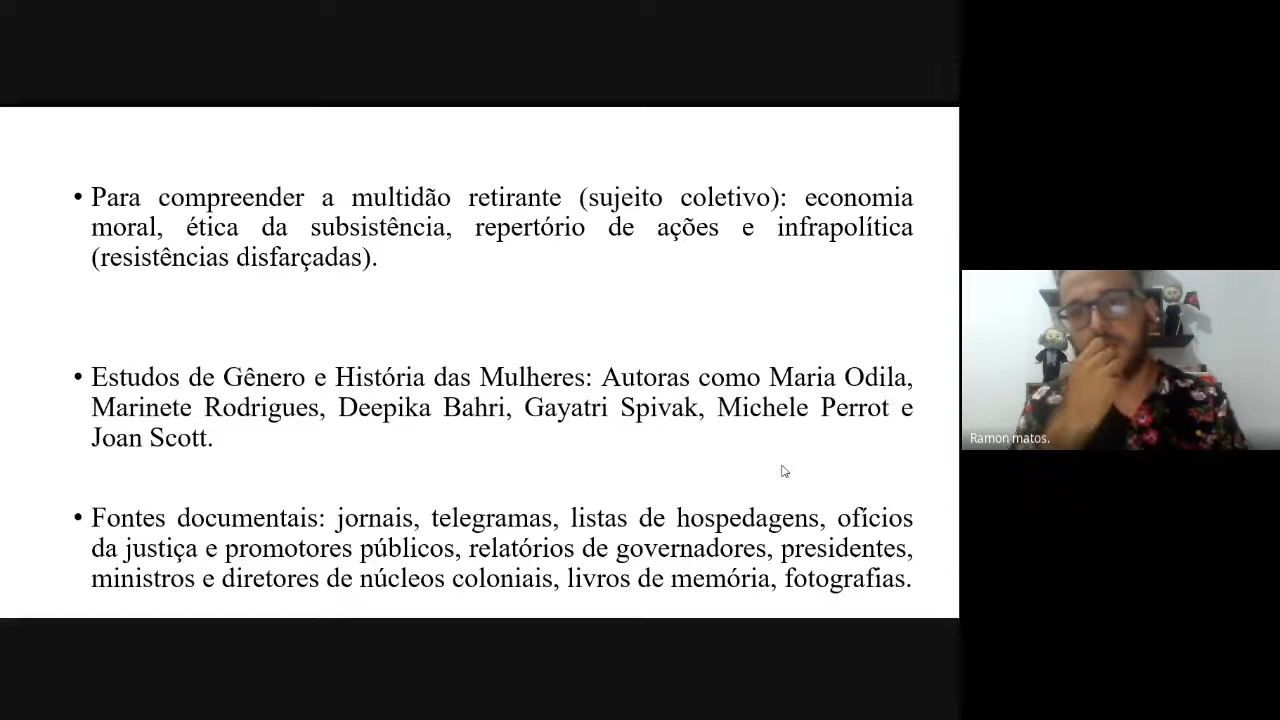 • Para compreender a multidão retirante (sujeito coletivo): economia
moral, ética da subsistência, repertório de ações e infrapolítica
(resistências disfarçadas).
• Estudos de Gênero e História das Mulheres: Autoras como Maria Odila,
Marinete Rodrigues, Deepika Bahri, Gayatri Spivak, Michele Perrot e
Joan Scott.
• Fontes documentais: jornais, telegramas, listas de hospedagens, ofícios
da justiça e promotores públicos, relatórios de governadores, presidentes,
ministros e diretores de núcleos coloniais, livros de memória, fotografias.
Ramon matos.